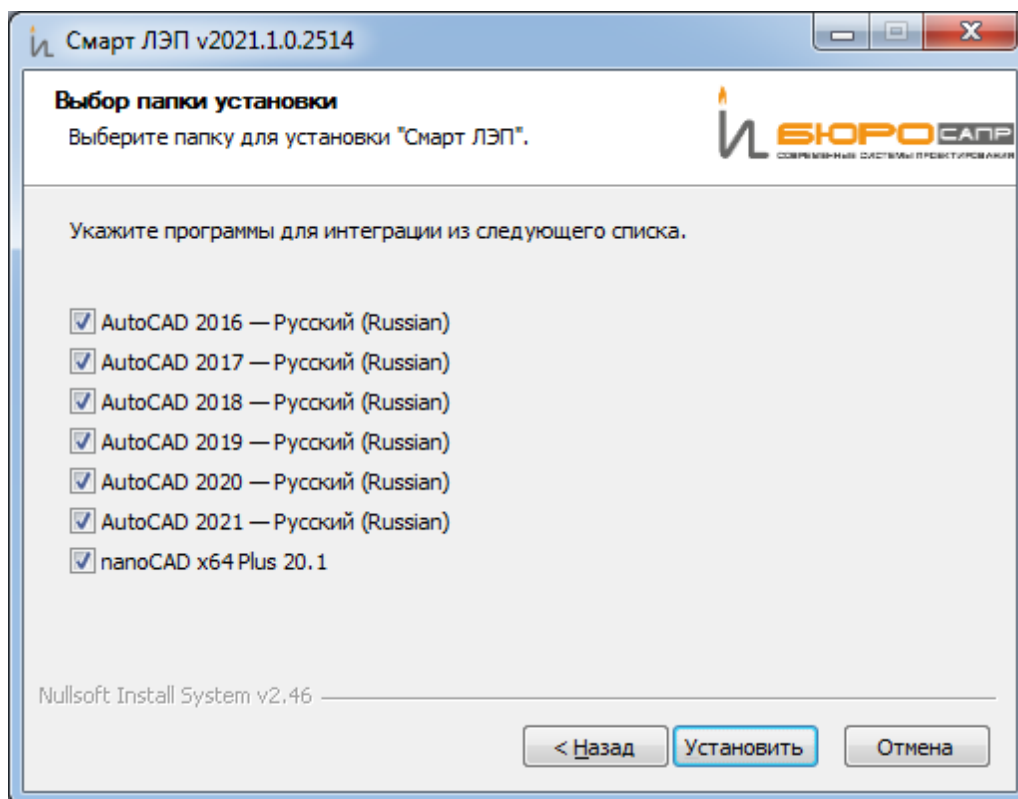 Смарт ЛЭП v2021.1.0.2514
Выбор папки установки
Выберите папку для установки "Смарт ЛЭП".
БЮРО САПР
СОВРЕМЕННЫЕ СИСТЕМЫ ПРОЕКТИРОВАНИЯ
Укажите программы для интеграции из следующего списка.
AutoCAD 2016 — Русский (Russian)
AutoCAD 2017 — Русский (Russian)
AutoCAD 2018 — Русский (Russian)
AutoCAD 2019 — Русский (Russian)
AutoCAD 2020 — Русский (Russian)
AutoCAD 2021 — Русский (Russian)
nanoCAD x64 Plus 20.1
Nullsoft Install System v2.46
< Назад
Установить
Отмена